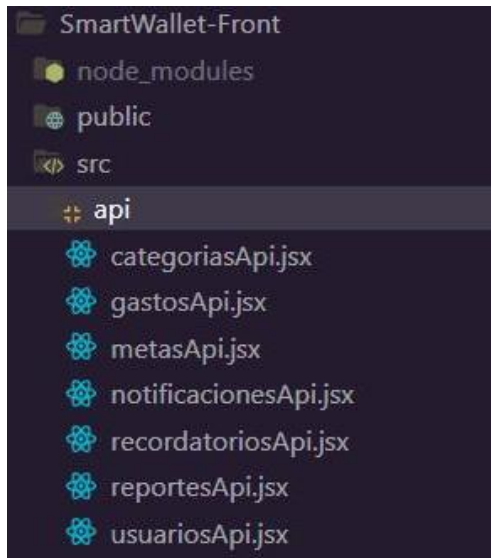 SmartWallet-Front
node_modules
public
src
api
categoriasApi.jsx
gastosApi.jsx
metasApi.jsx
notificacionesApi.jsx
recordatoriosApi.jsx
reportesApi.jsx
usuariosApi.jsx